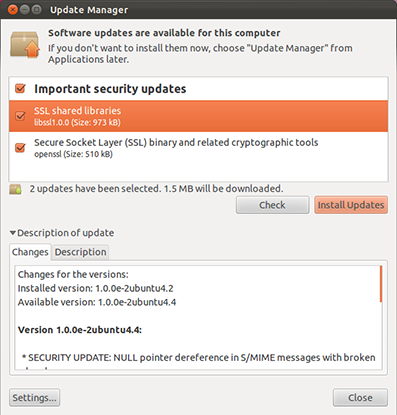 Update Manager
Software updates are available for this computer
If you don't want to install them now, choose "Update Manager" from
Applications later.
Important security updates
SSL shared libraries
libssl1.0.0 (Size: 973 kB)
Secure Socket Layer (SSL) binary and related cryptographic tools
openssl (Size: 510 kB)
2 updates have been selected. 1.5 MB will be downloaded.
Check
Install Updates
Description of update
Changes
Description
Changes for the versions:
Installed version: 1.0.0e-2ubuntu4.2
Available version: 1.0.0e-2ubuntu4.4
Version 1.0.0e-2ubuntu4.4:
* SECURITY UPDATE: NULL pointer dereference in S/MIME messages with broken
Settings...
Close